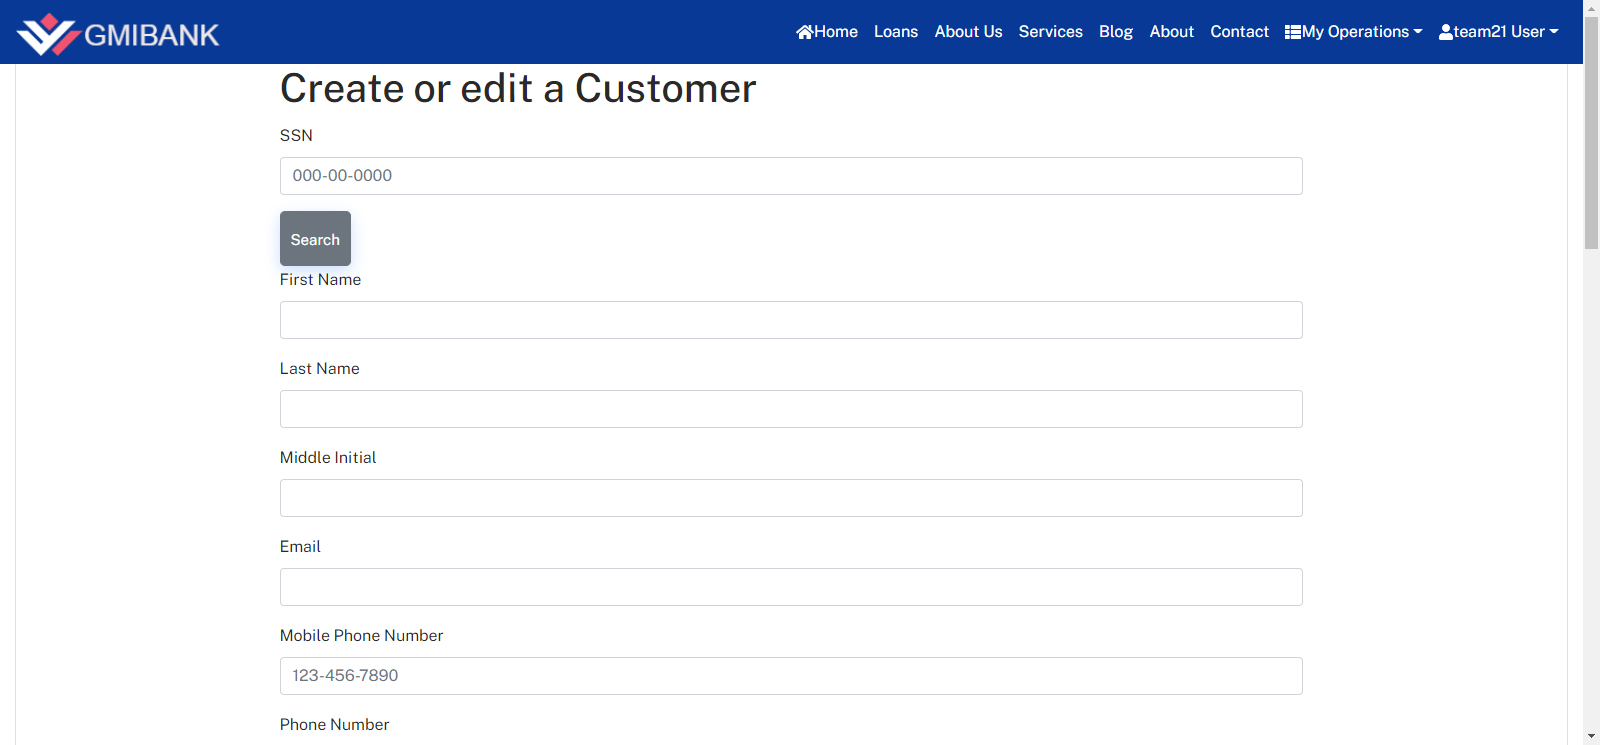 GMIBANK
Home Loans About Us Services Blog About Contact My Operations team21 User
Create or edit a Customer
SSN
000-00-0000
Search
First Name
Last Name
Middle Initial
Email
Mobile Phone Number
123-456-7890
Phone Number